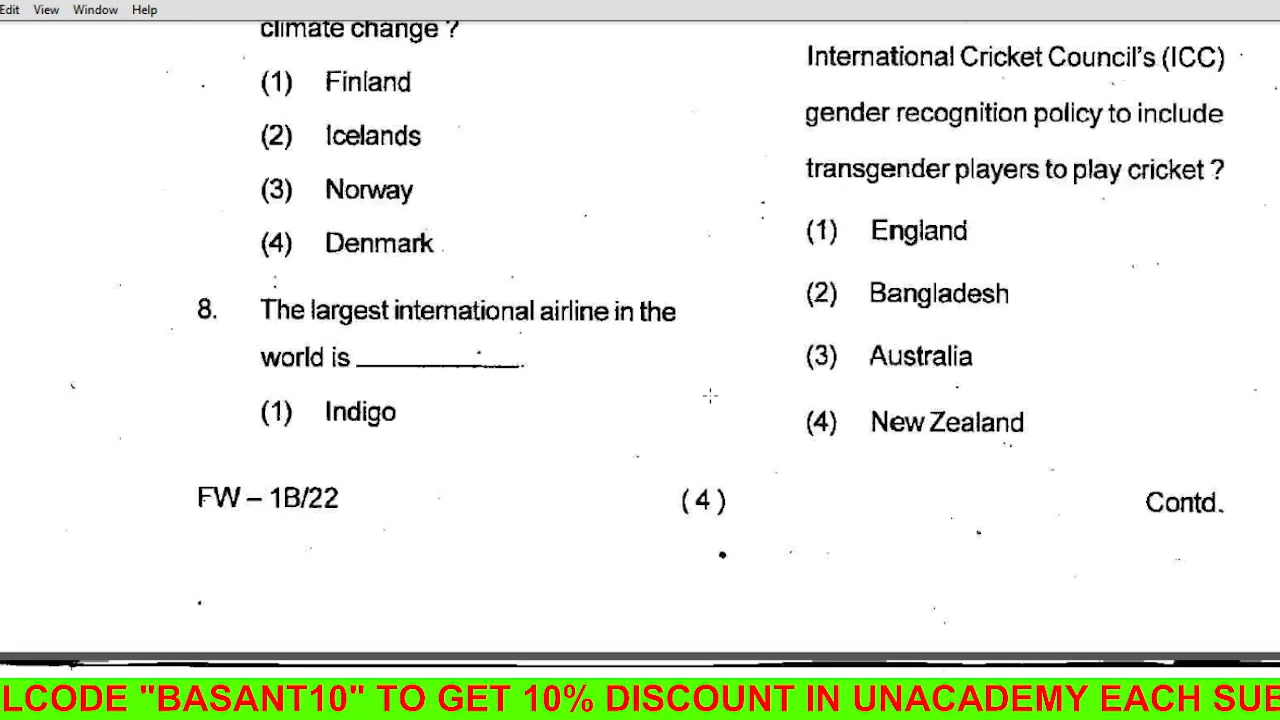 Edit View Window Help
climate change ?
(1) Finland
(2) Icelands
(3) Norway
(4) Denmark
8. The largest international airline in the
world is ____________.
(1) Indigo
International Cricket Council's (ICC)
gender recognition policy to include
transgender players to play cricket ?
(1) England
(2) Bangladesh
(3) Australia
(4) New Zealand
FW – 1B/22 ( 4 ) Contd.
LCODE "BASANT10" TO GET 10% DISCOUNT IN UNACADEMY EACH SUB